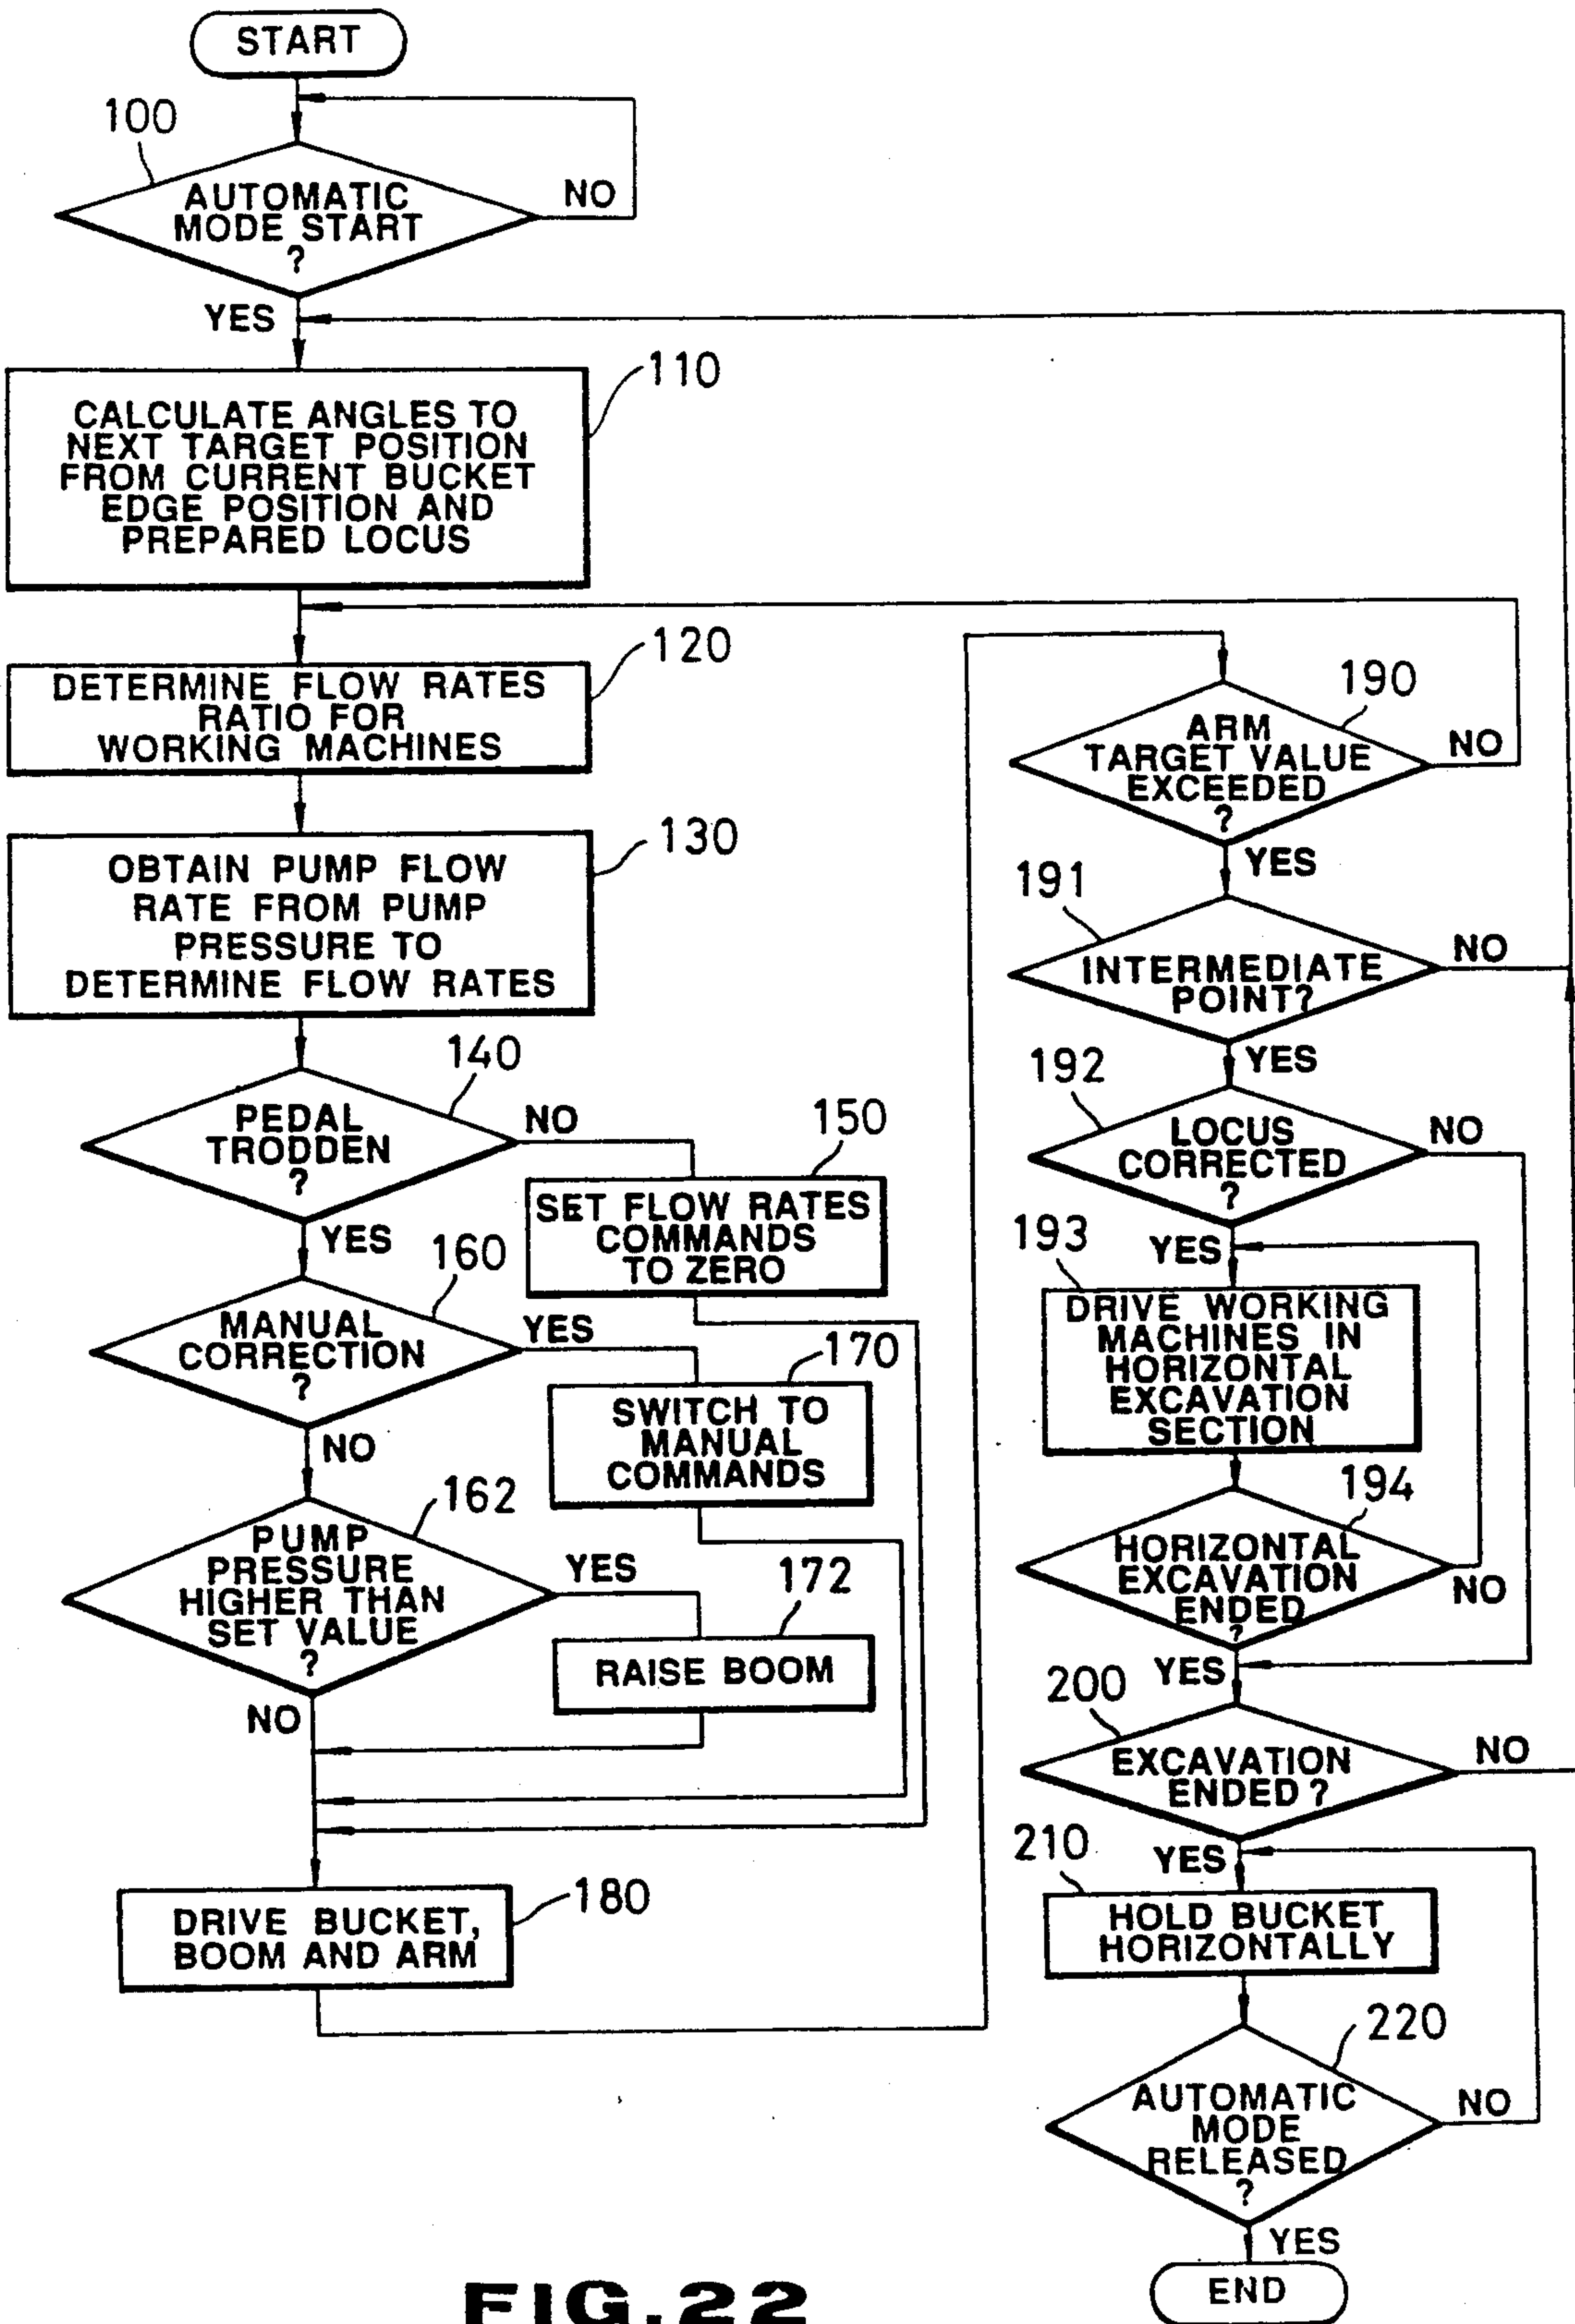 START
100
AUTOMATIC
MODE START
?
NO
YES
110
CALCULATE ANGLES TO
NEXT TARGET POSITION
FROM CURRENT BUCKET
EDGE POSITION AND
PREPARED LOCUS
120
DETERMINE FLOW RATES
RATIO FOR
WORKING MACHINES
130
OBTAIN PUMP FLOW
RATE FROM PUMP
PRESSURE TO
DETERMINE FLOW RATES
140
PEDAL
TRODDEN
?
NO
YES
150
SET FLOW RATES
COMMANDS
TO ZERO
160
MANUAL
CORRECTION
?
YES
NO
170
SWITCH TO
MANUAL
COMMANDS
162
PUMP
PRESSURE
HIGHER THAN
SET VALUE
?
YES
NO
172
RAISE BOOM
180
DRIVE BUCKET,
BOOM AND ARM
190
ARM
TARGET VALUE
EXCEEDED
?
NO
YES
191
INTERMEDIATE
POINT?
NO
YES
192
LOCUS
CORRECTED
?
NO
YES
193
DRIVE WORKING
MACHINES IN
HORIZONTAL
EXCAVATION
SECTION
194
HORIZONTAL
EXCAVATION
ENDED
?
NO
YES
200
EXCAVATION
ENDED?
NO
YES
210
HOLD BUCKET
HORIZONTALLY
220
AUTOMATIC
MODE
RELEASED
?
NO
YES
END
FIG.22